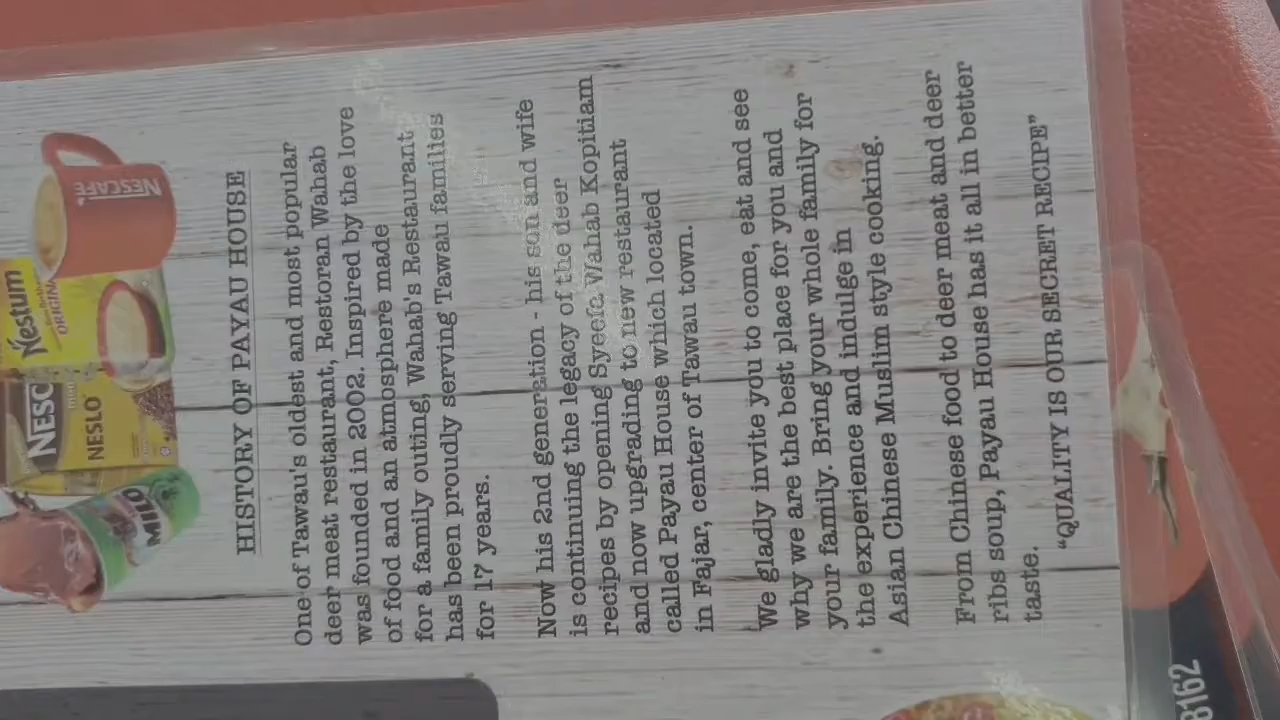 NESCAFÉ
Nestum
ORIGINAL
NESC
NESLO
MILO
HISTORY OF PAYAU HOUSE
One of Tawau's oldest and most popular
deer meat restaurant, Restoran Wahab
was founded in 2002. Inspired by the love
of food and an atmosphere made
for a family outing, Wahab's Restaurant
has been proudly serving Tawau families
for 17 years.
Now his 2nd generation - his son and wife
is continuing the legacy of the deer
recipes by opening Syeefa Wahab Kopitiam
and now upgrading to new restaurant
called Payau House which located
in Fajar, center of Tawau town.
We gladly invite you to come, eat and see
why we are the best place for you and
your family. Bring your whole family for
the experience and indulge in
Asian Chinese Muslim style cooking.
From Chinese food to deer meat and deer
ribs soup, Payau House has it all in better
taste.
"QUALITY IS OUR SECRET RECIPE"
3162